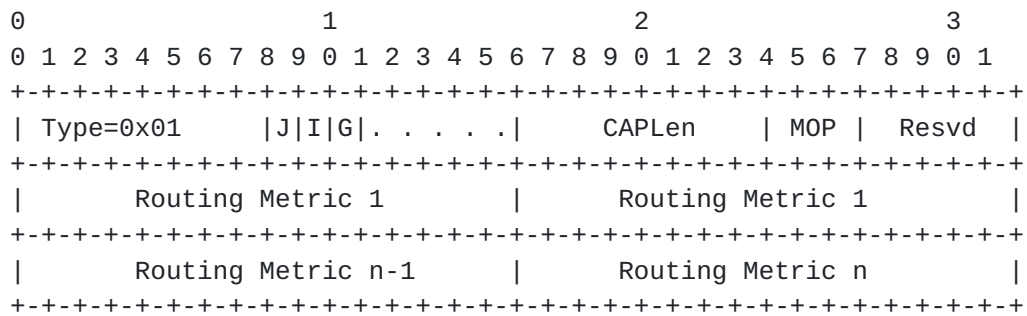 0                   1                   2                   3
0 1 2 3 4 5 6 7 8 9 0 1 2 3 4 5 6 7 8 9 0 1 2 3 4 5 6 7 8 9 0 1
+-+-+-+-+-+-+-+-+-+-+-+-+-+-+-+-+-+-+-+-+-+-+-+-+-+-+-+-+-+-+-+-+
| Type=0x01     |J|I|G|. . . . .|     CAPLen    | MOP |  Resvd  |
+-+-+-+-+-+-+-+-+-+-+-+-+-+-+-+-+-+-+-+-+-+-+-+-+-+-+-+-+-+-+-+-+
|       Routing Metric 1        |      Routing Metric 1         |
+-+-+-+-+-+-+-+-+-+-+-+-+-+-+-+-+-+-+-+-+-+-+-+-+-+-+-+-+-+-+-+-+
|       Routing Metric n-1      |      Routing Metric n         |
+-+-+-+-+-+-+-+-+-+-+-+-+-+-+-+-+-+-+-+-+-+-+-+-+-+-+-+-+-+-+-+-+